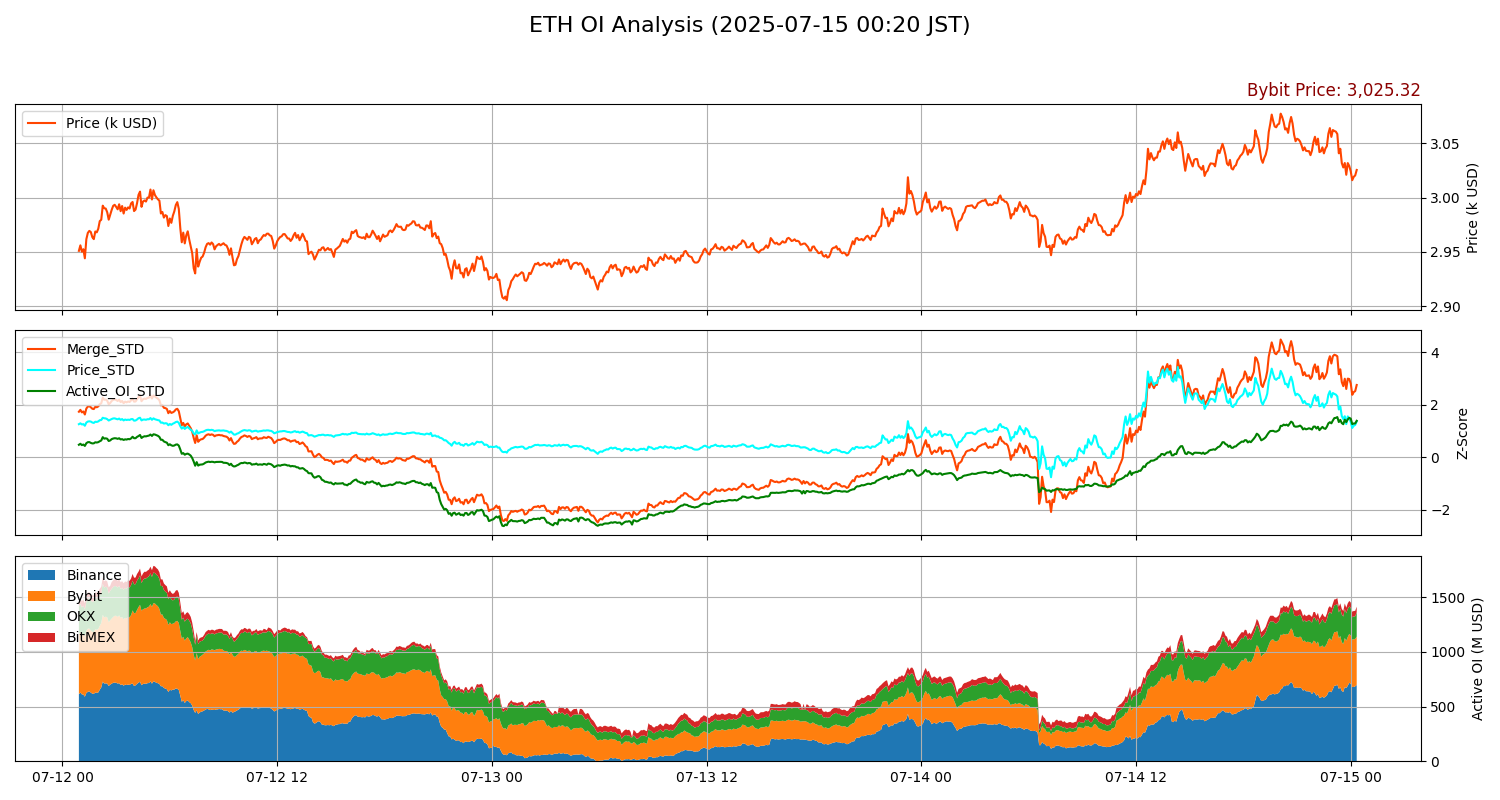 ETH OI Analysis (2025-07-15 00:20 JST)
Bybit Price: 3,025.32
Price (k USD)
3.05
3.00
2.95
2.90
Price (k USD)
Merge_STD
Price_STD
Active_OI_STD
4
2
0
−2
Z-Score
Binance
Bybit
OKX
BitMEX
1500
1000
500
0
Active OI (M USD)
07-12 00
07-12 12
07-13 00
07-13 12
07-14 00
07-14 12
07-15 00